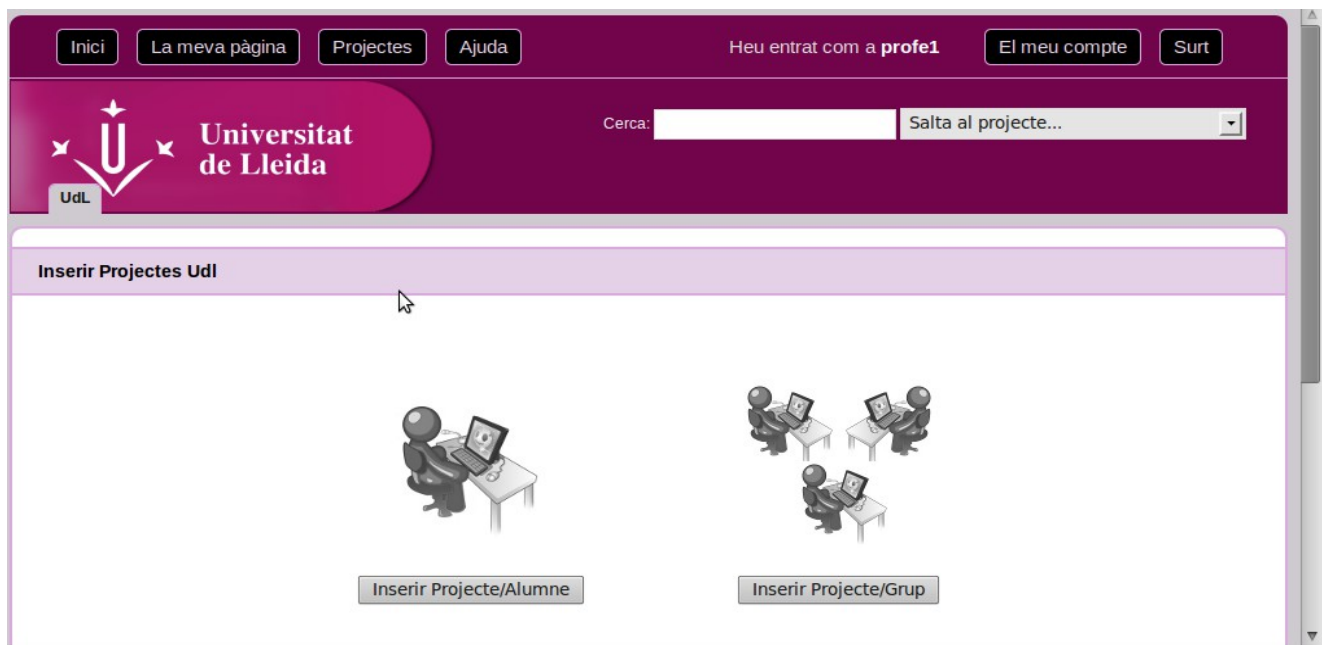 Inici La meva pàgina Projectes Ajuda Heu entrat com a profe1 El meu compte Surt
Universitat
de Lleida
Cerca: Salta al projecte...
UdL
Inserir Projectes Udl
Inserir Projecte/Alumne Inserir Projecte/Grup